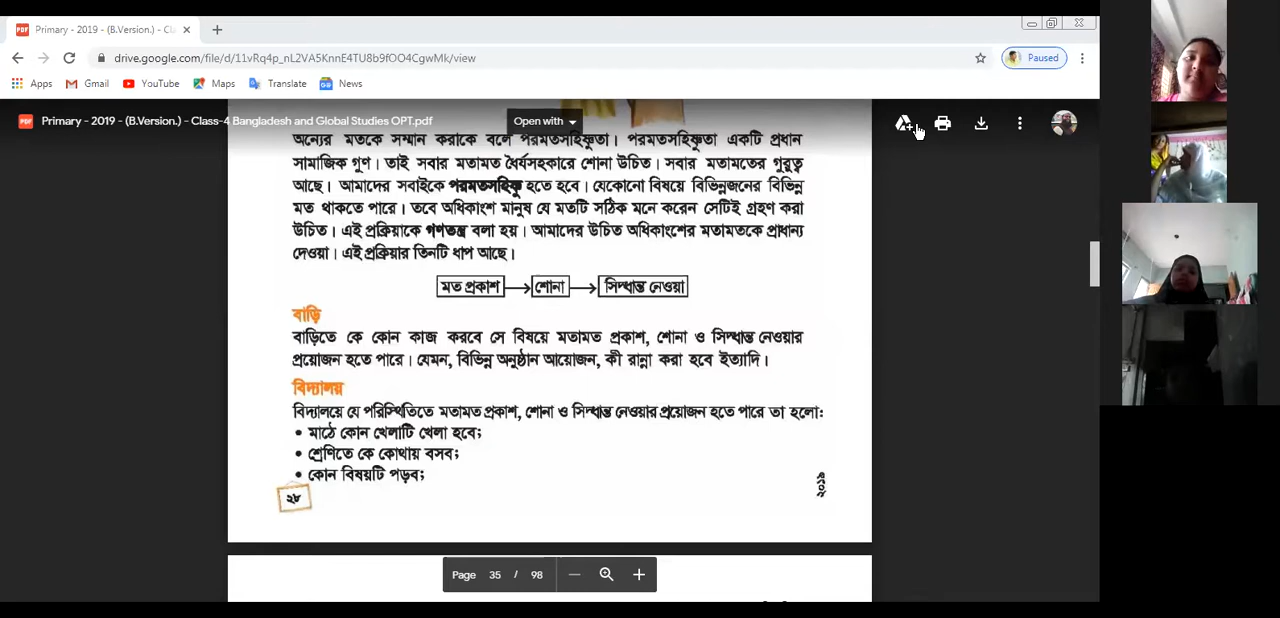 Primary - 2019 - (B.Version.) - Cl
drive.google.com/file/d/11vRq4p_nL2VA5KnnE4TU8b9fOO4CgwMk/view
Paused
Apps Gmail YouTube Maps Translate News
Primary - 2019 - (B.Version.) - Class-4 Bangladesh and Global Studies OPT.pdf
Open with
অন্যের মতকে সম্মান করাকে বলে পরমতসহিষ্ণুতা। পরমতসহিষ্ণুতা একটি প্রধান
সামাজিক গুণ। তাই সবার মতামত ধৈর্যসহকারে শোনা উচিত। সবার মতামতের গুরুত্ব
আছে। আমাদের সবাইকে পরমতসহিষ্ণু হতে হবে। যেকোনো বিষয়ে বিভিন্নজনের বিভিন্ন
মত থাকতে পারে। তবে অধিকাংশ মানুষ যে মতটি সঠিক মনে করেন সেটিই গ্রহণ করা
উচিত। এই প্রক্রিয়াকে গণতন্ত্র বলা হয়। আমাদের উচিত অধিকাংশের মতামতকে প্রাধান্য
দেওয়া। এই প্রক্রিয়ার তিনটি ধাপ আছে।
মত প্রকাশ → শোনা → সিদ্ধান্ত নেওয়া
বাড়ি
বাড়িতে কে কোন কাজ করবে সে বিষয়ে মতামত প্রকাশ, শোনা ও সিদ্ধান্ত নেওয়ার
প্রয়োজন হতে পারে। যেমন, বিভিন্ন অনুষ্ঠান আয়োজন, কী রান্না করা হবে ইত্যাদি।
বিদ্যালয়
বিদ্যালয়ে যে পরিস্থিতিতে মতামত প্রকাশ, শোনা ও সিদ্ধান্ত নেওয়ার প্রয়োজন হতে পারে তা হলো:
• মাঠে কোন খেলাটি খেলা হবে;
• শ্রেণিতে কে কোথায় বসব;
• কোন বিষয়টি পড়ব;
২৮
২০১৯
Page 35 / 98